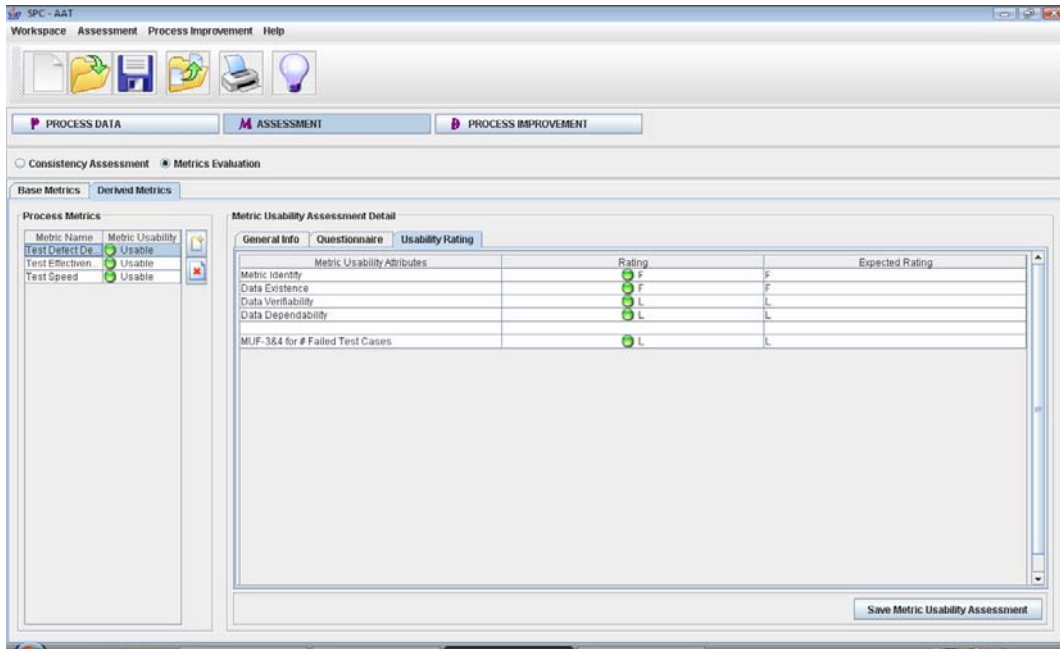 SPC - AAT
Workspace Assessment Process Improvement Help
P PROCESS DATA M ASSESSMENT PROCESS IMPROVEMENT
Consistency Assessment Metrics Evaluation
Base Metrics Derived Metrics
Process Metrics Metric Usability Assessment Detail
General Info Questionnaire Usability Rating
Metric Name Metric Usability
Test Defect De... Usable
Test Effectiven... Usable
Test Speed Usable
Metric Usability Attributes Rating Expected Rating
Metric Identity F F
Data Existence F F
Data Verifiability L L
Data Dependability L L
MUF-3&4 for # Failed Test Cases L L
Save Metric Usability Assessment